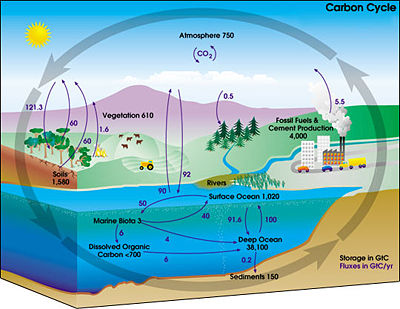 Carbon Cycle
Atmosphere 750
CO2
121.3
60
60
1.6
Vegetation 610
0.5
5.5
Fossil Fuels &
Cement Production
4,000
Soils
1,580
90
92
Rivers
Surface Ocean 1,020
50
40
91.6
100
Marine Biota 3
6
4
6
Dissolved Organic
Carbon <700
Deep Ocean
38,100
0.2
Sediments 150
Storage in GtC
Fluxes in GtC/yr